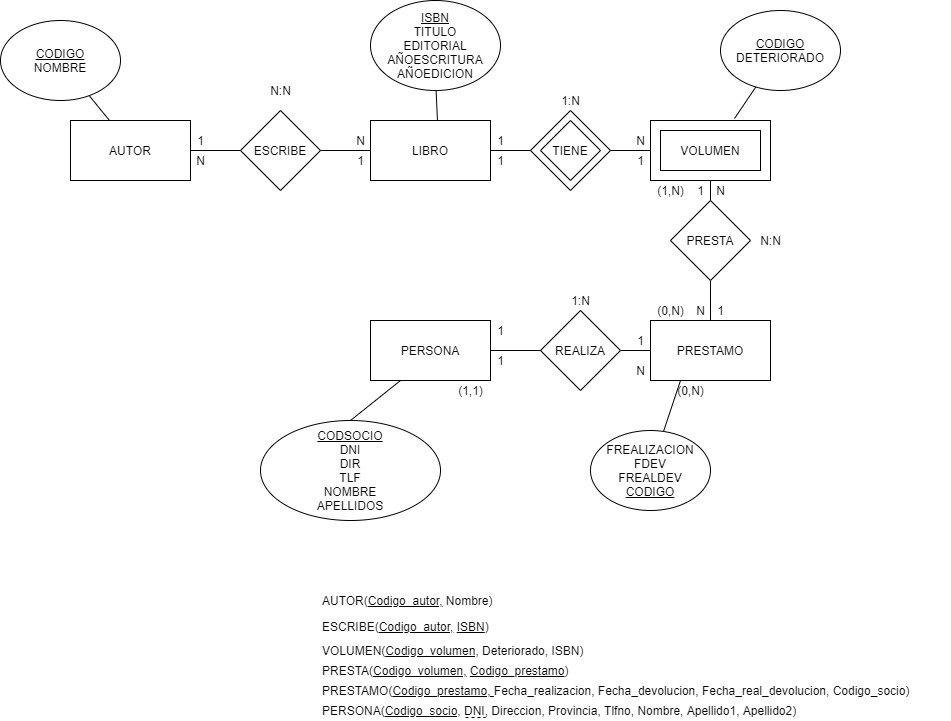 ISBN
TITULO
EDITORIAL
AÑOESCRITURA
AÑOEDICION
CODIGO
NOMBRE
CODIGO
DETERIORADO
N:N
1:N
AUTOR
1
N
ESCRIBE
N
1
LIBRO
1
1
TIENE
N
1
VOLUMEN
(1,N) 1 N
PRESTA
N:N
(0,N) N 1
1:N
PERSONA
1
1
REALIZA
1
N
PRESTAMO
(1,1)
(0,N)
CODSOCIO
DNI
DIR
TLF
NOMBRE
APELLIDOS
FREALIZACION
FDEV
FREALDEV
CODIGO
AUTOR(Codigo_autor, Nombre)
ESCRIBE(Codigo_autor, ISBN)
VOLUMEN(Codigo_volumen, Deteriorado, ISBN)
PRESTA(Codigo_volumen, Codigo_prestamo)
PRESTAMO(Codigo_prestamo, Fecha_realizacion, Fecha_devolucion, Fecha_real_devolucion, Codigo_socio)
PERSONA(Codigo_socio, DNI, Direccion, Provincia, Tlfno, Nombre, Apellido1, Apellido2)